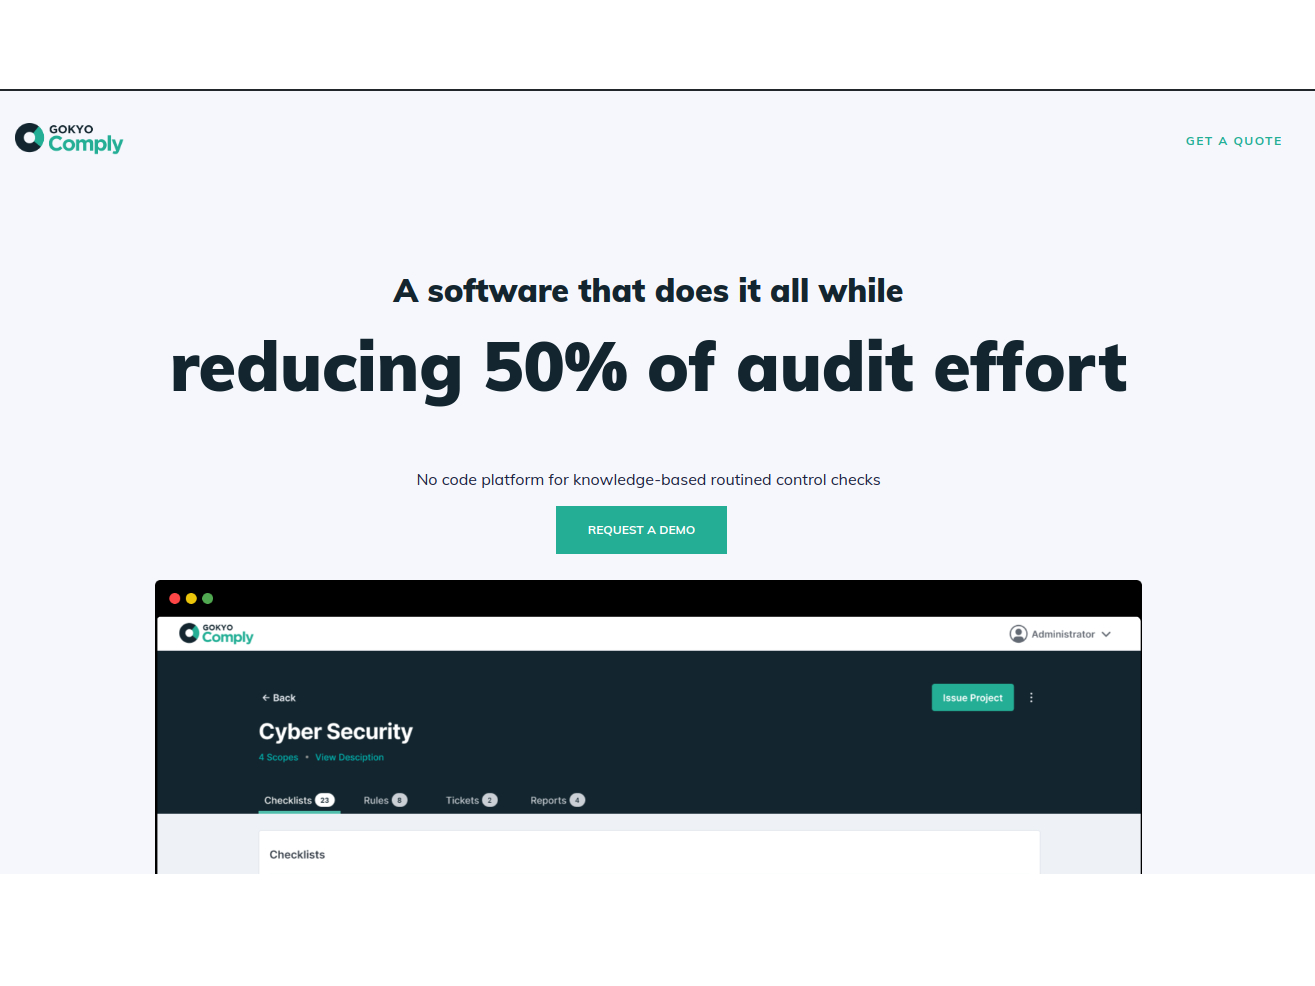 GOKYO
Comply
GET A QUOTE
A software that does it all while
reducing 50% of audit effort
No code platform for knowledge-based routined control checks
REQUEST A DEMO
GOKYO
Comply
Administrator
← Back
Issue Project
Cyber Security
4 Scopes • View Desciption
Checklists 23 Rules 8 Tickets 2 Reports 4
Checklists